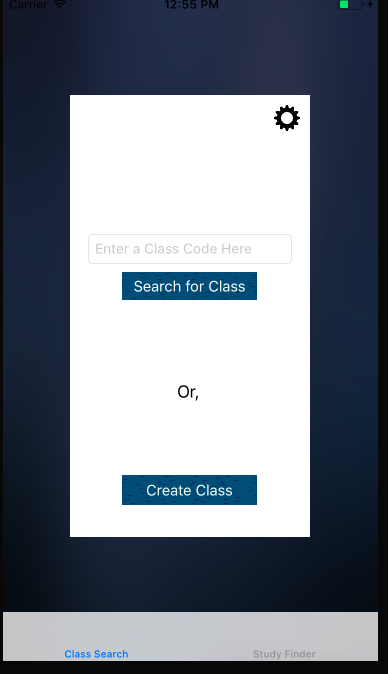 Carrier 12:55 PM
Enter a Class Code Here
Search for Class
Or,
Create Class
Class Search Study Finder